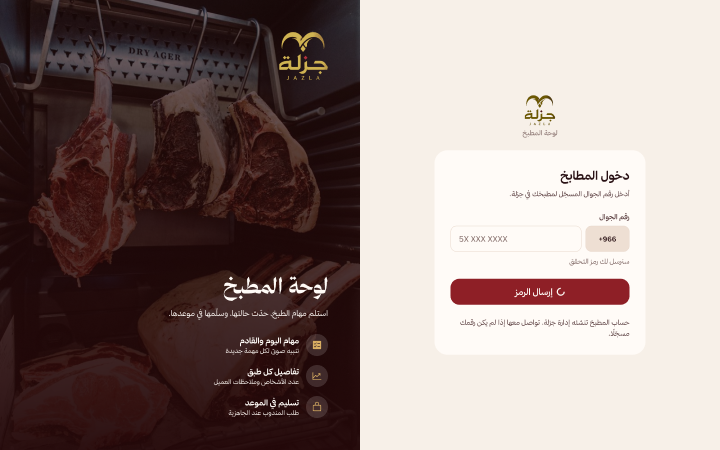 DRY AGER
جزلة
JAZLA
لوحة المطبخ
استلم مهام الطبخ، حدّث حالتها، وسلّمها في موعدها.
مهام اليوم والقادم
تنبيه صوتي لكل مهمة جديدة
تفاصيل كل طبق
عدد الأشخاص وملاحظات العميل
تسليم في الموعد
طلب المندوب عند الجاهزية
جزلة
JAZLA
لوحة المطبخ
دخول المطابخ
أدخل رقم الجوال المسجّل لمطبخك في جزلة.
رقم الجوال
+966
5X XXX XXXX
سنرسل لك رمز التحقق
إرسال الرمز
حساب المطبخ تنشئه إدارة جزلة. تواصل معها إذا لم يكن رقمك
مسجّلًا.